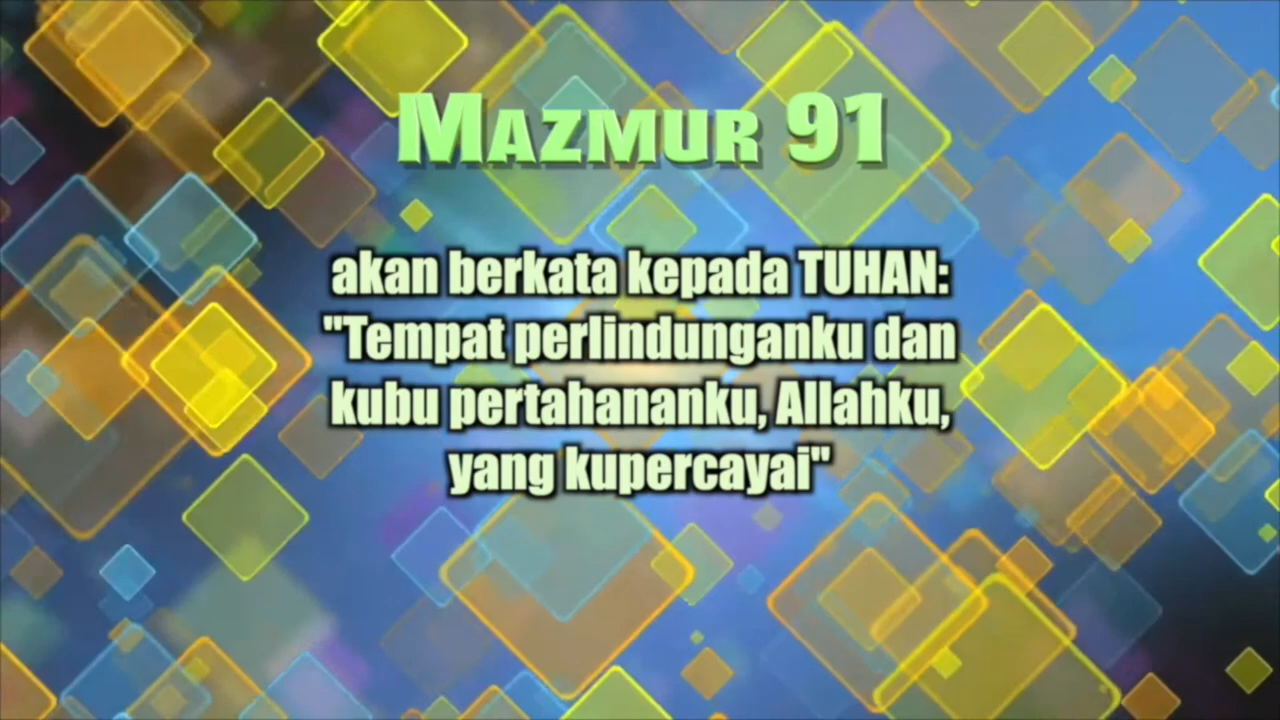 MAZMUR 91
akan berkata kepada TUHAN:
"Tempat perlindunganku dan
kubu pertahananku, Allahku,
yang kupercayai"